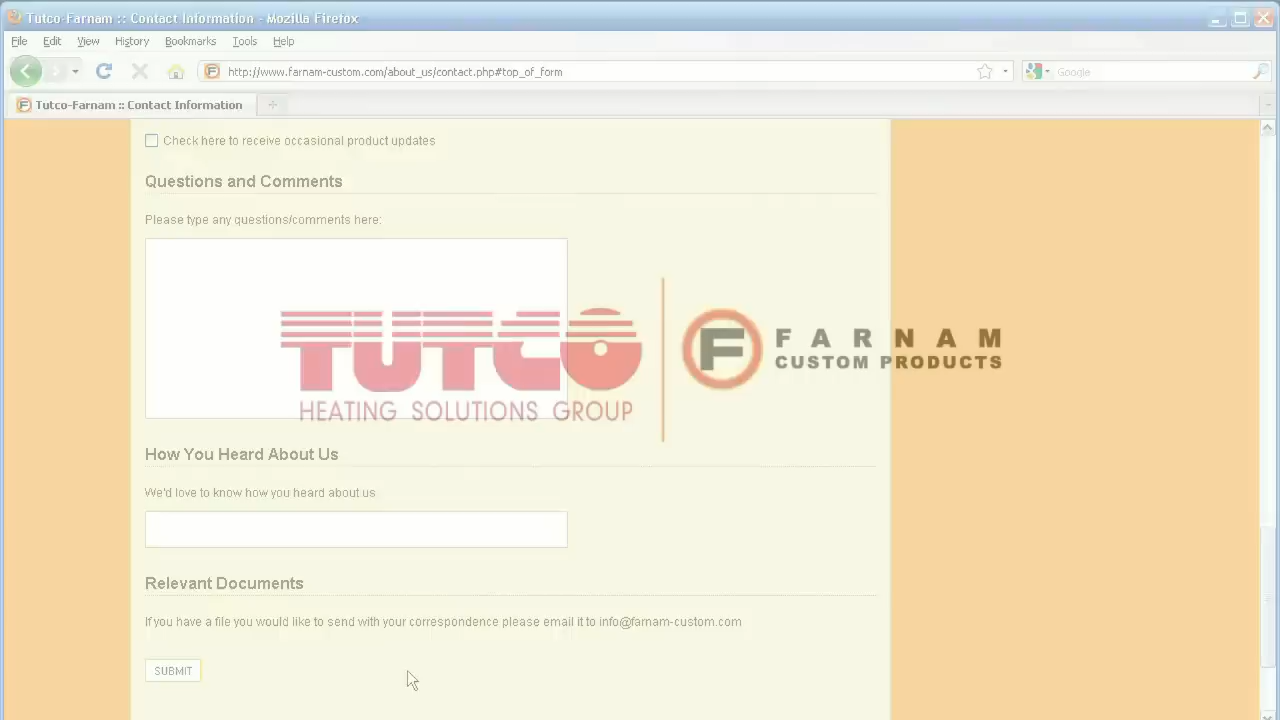 Tutco-Farnam :: Contact Information - Mozilla Firefox
File Edit View History Bookmarks Tools Help
http://www.farnam-custom.com/about_us/contact.php#top_of_form
Google
Tutco-Farnam :: Contact Information
Check here to receive occasional product updates
Questions and Comments
Please type any questions/comments here:
TUTCO
HEATING SOLUTIONS GROUP
F
FARNAM
CUSTOM PRODUCTS
How You Heard About Us
We'd love to know how you heard about us
Relevant Documents
If you have a file you would like to send with your correspondence please email it to info@farnam-custom.com
SUBMIT